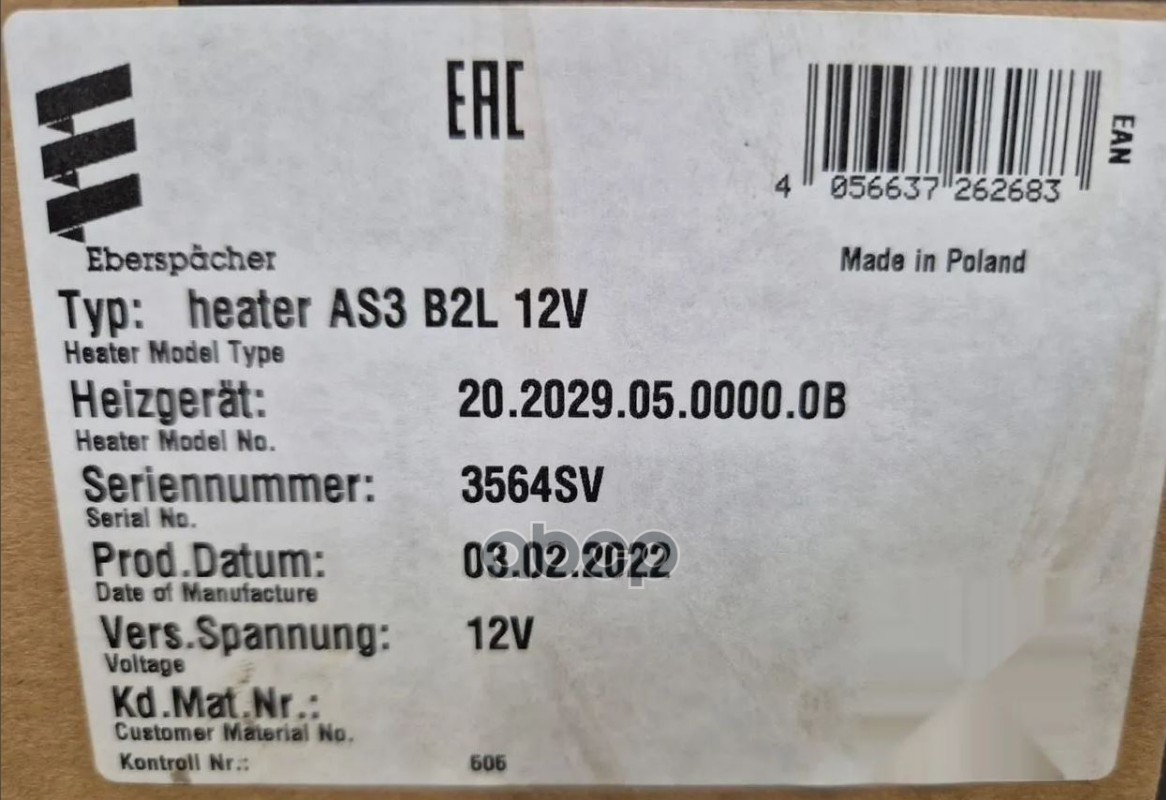 EAC
EAN
4 056637 262683
Eberspächer
Made in Poland
Typ: heater AS3 B2L 12V
Heater Model Type
Heizgerät: 20.2029.05.0000.0B
Heater Model No.
Seriennummer: 3564SV
Serial No.
Prod.Datum: 03.02.2022
abcp
Date of Manufacture
Vers.Spannung: 12V
Voltage
Kd.Mat.Nr.:
Customer Material No.
Kontroll Nr.: 606